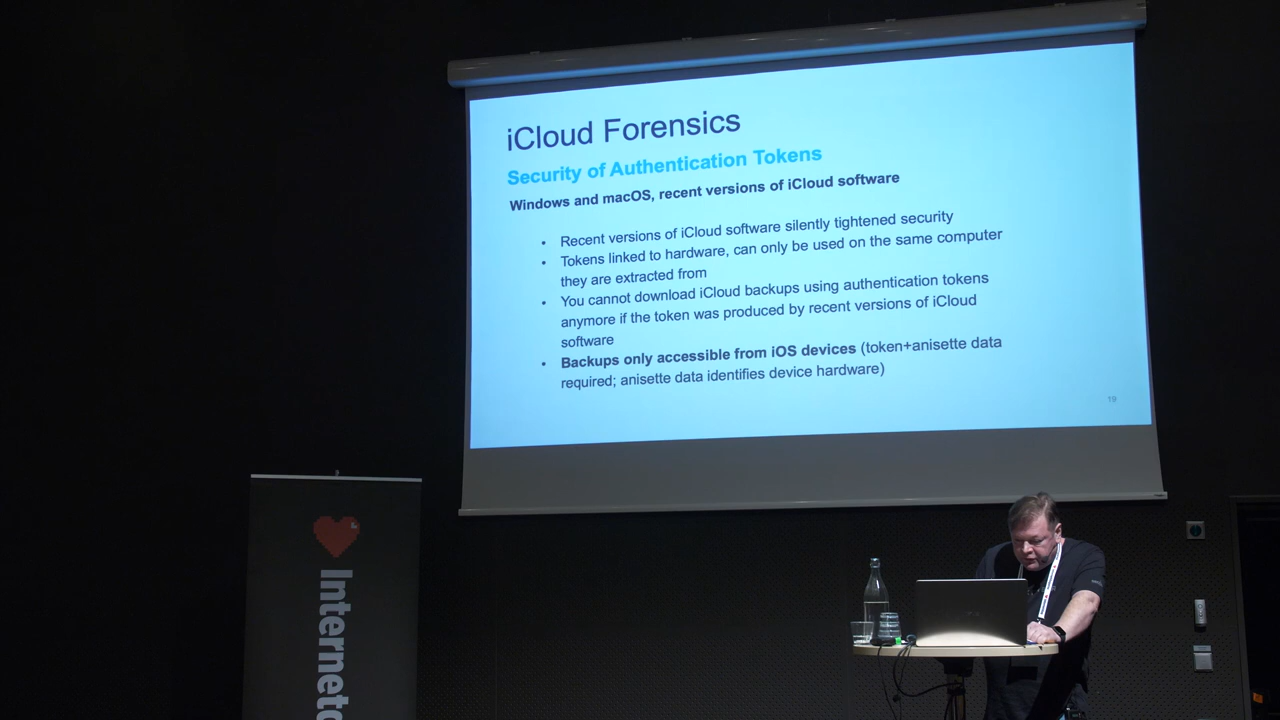 iCloud Forensics
Security of Authentication Tokens
Windows and macOS, recent versions of iCloud software
• Recent versions of iCloud software silently tightened security
• Tokens linked to hardware, can only be used on the same computer
they are extracted from
• You cannot download iCloud backups using authentication tokens
anymore if the token was produced by recent versions of iCloud
software
• Backups only accessible from iOS devices (token+anisette data
required; anisette data identifies device hardware)
19
Internetd